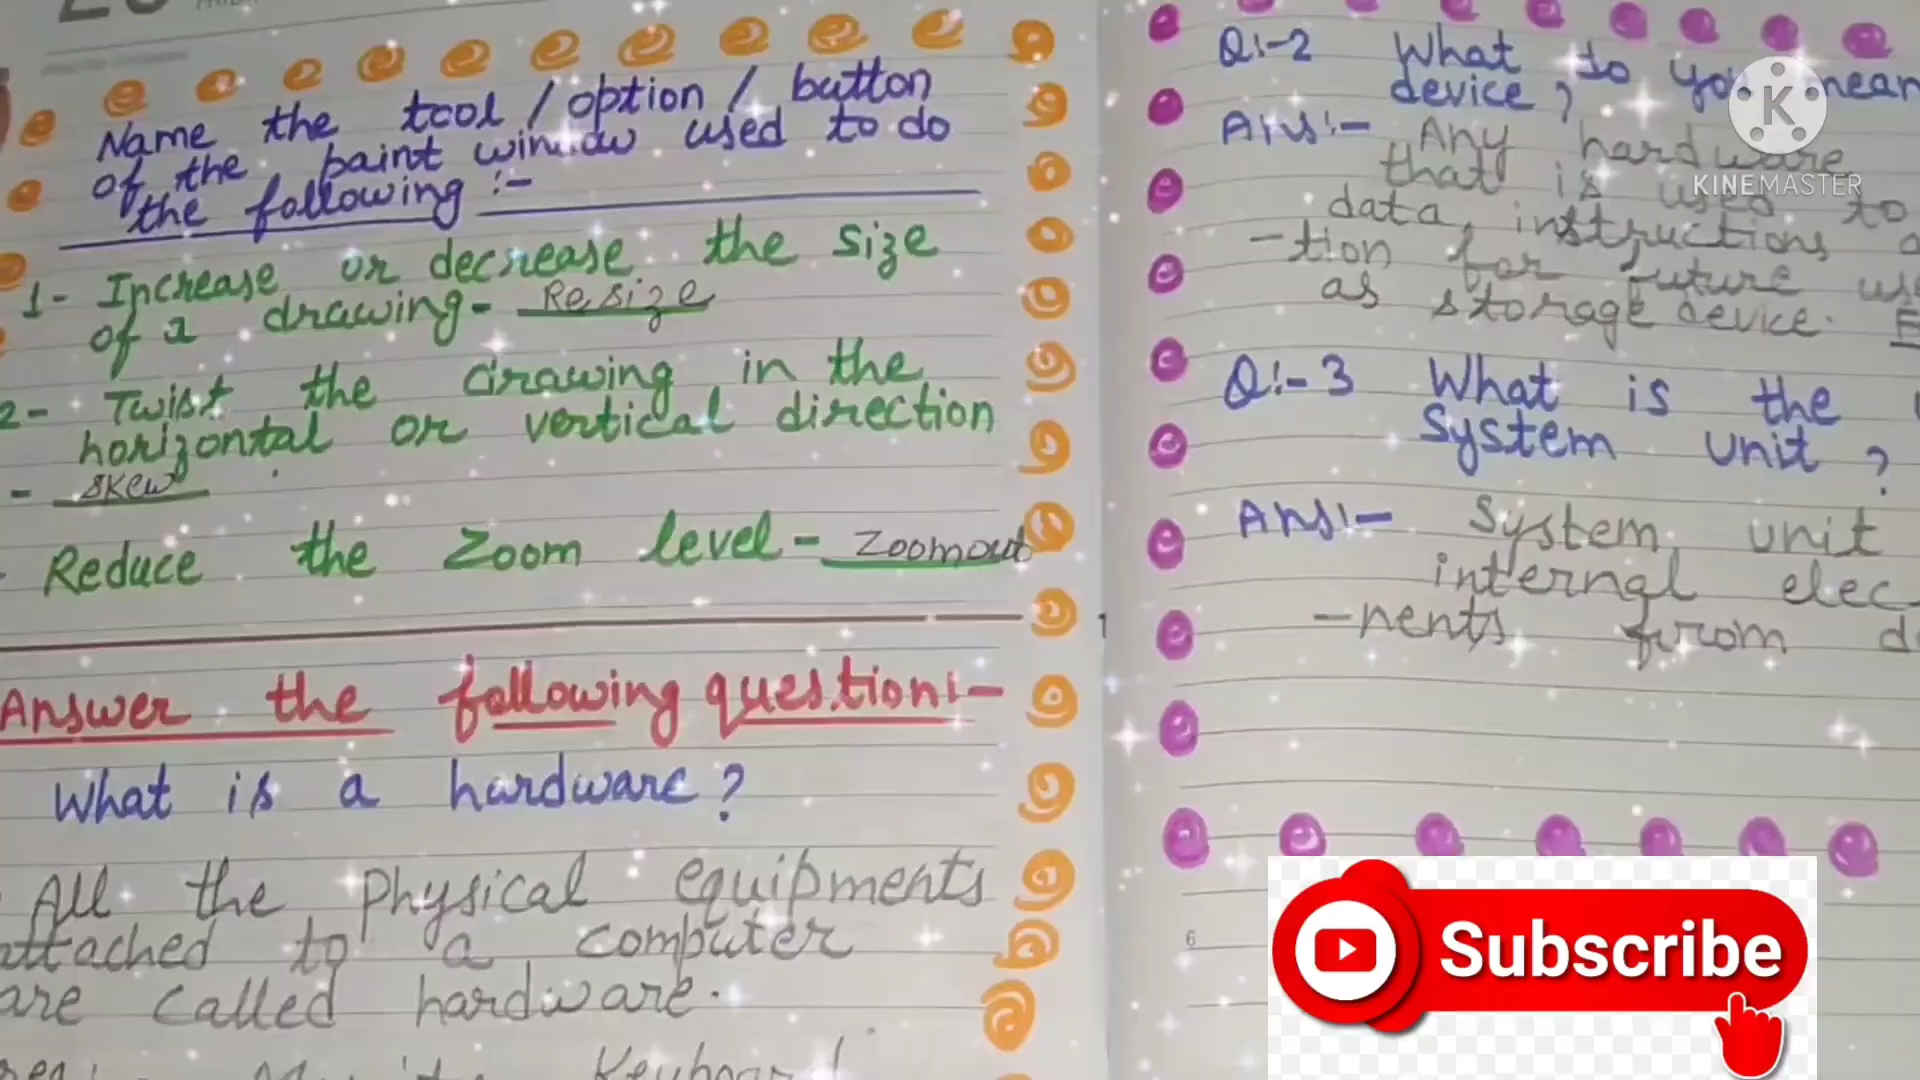 Name the tool / option / button
of the paint window used to do
the following :-
1- Increase or decrease the size
of a drawing- Resize
2- Twist the drawing in the
horizontal or vertical direction
- skew
Reduce the Zoom level- Zoomout
Answer the following question:-
What is a hardware?
All the physical equipments
attached to a computer
are called hardware.
Keyboard
Q:-2 What do you mean
device?
Ans:- Any hardware
that is used to
data, instructions
-tion for future use
as storage device.
Q:-3 What is the
System unit?
Ans:- System unit
internal elec
-nents from
6
KINEMASTER
Subscribe